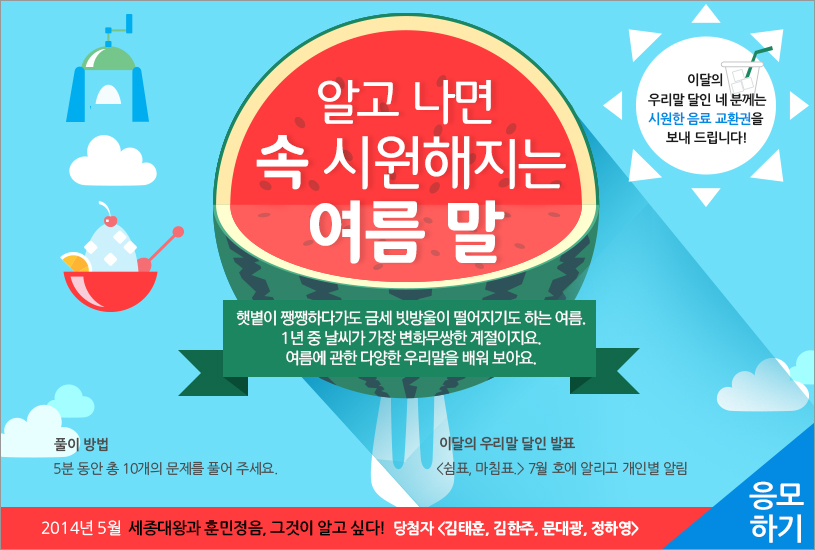 알고 나면
속 시원해지는
여름 말
이달의
우리말 달인 네 분께는
시원한 음료 교환권을
보내 드립니다!
햇볕이 쨍쨍하다가도 금세 빗방울이 떨어지기도 하는 여름.
1년 중 날씨가 가장 변화무쌍한 계절이지요.
여름에 관한 다양한 우리말을 배워 보아요.
풀이 방법
5분 동안 총 10개의 문제를 풀어 주세요.
이달의 우리말 달인 발표
<쉼표, 마침표.> 7월 호에 알리고 개인별 알림
2014년 5월 세종대왕과 훈민정음, 그것이 알고 싶다! 당첨자 <김태훈, 김한주, 문대광, 정하영>
응모
하기